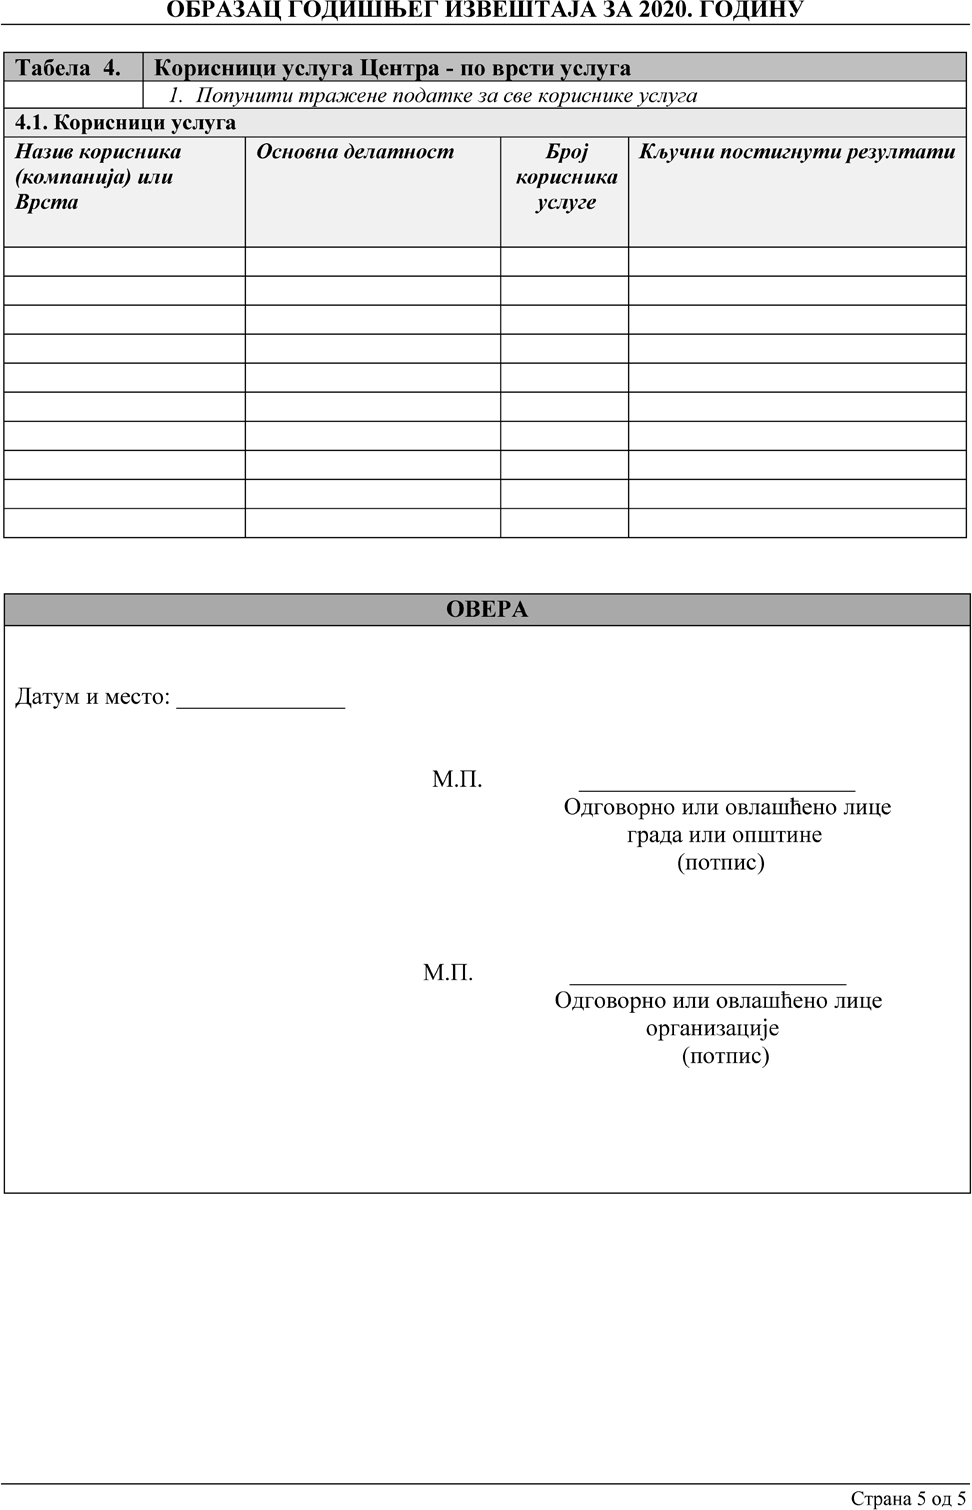 ОБРАЗАЦ ГОДИШЊЕГ ИЗВЕШТАЈА ЗА 2020. ГОДИНУ
Табела 4. Корисници услуга Центра - по врсти услуга
1. Попунити тражене податке за све кориснике услуга
4.1. Корисници услуга
Назив корисника (компанија) или Врста
Основна делатност
Број корисника услуге
Кључни постигнути резултати
ОВЕРА
Датум и место: ______________
М.П. _______________________
Одговорно или овлашћено лице
града или општине
(потпис)
М.П. _______________________
Одговорно или овлашћено лице
организације
(потпис)
Страна 5 од 5